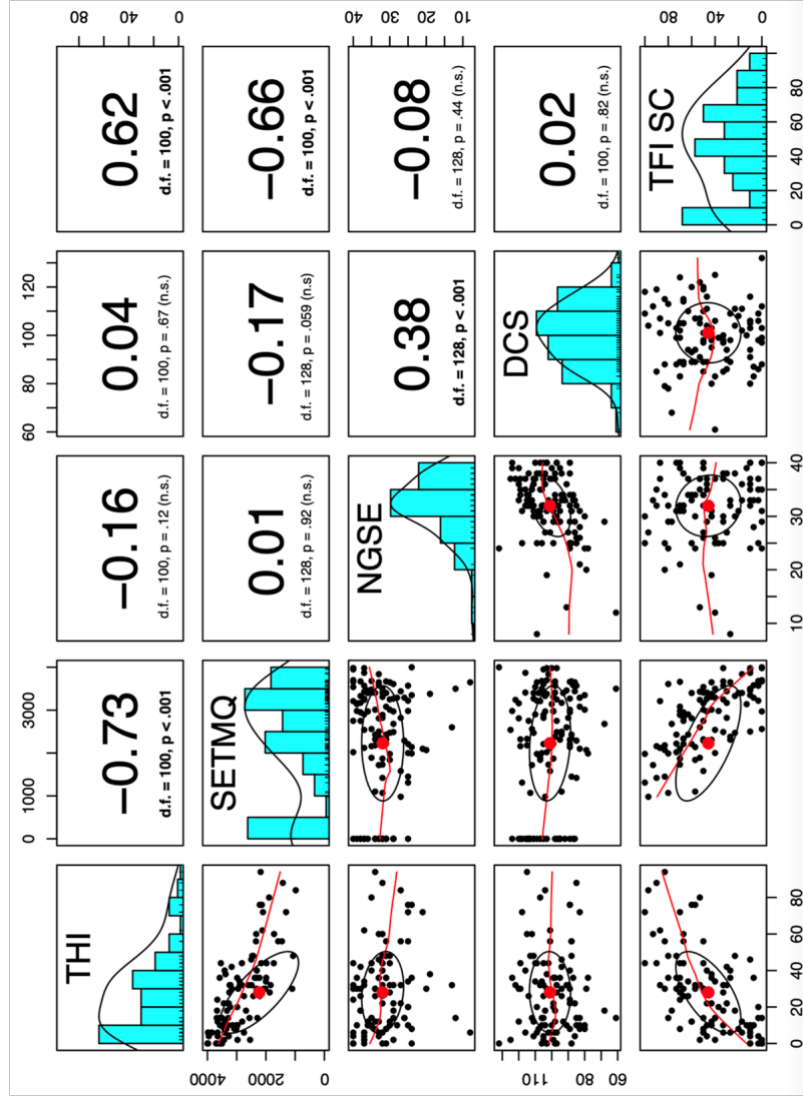 0 1000 3000
60 80 100 120
THI
−0.73
d.f. = 100, p < .001
−0.16
d.f. = 100, p = .12 (n.s.)
0.04
d.f. = 100, p = .67 (n.s.)
0.62
d.f. = 100, p < .001
0 40 80
0 2000 4000
SETMQ
0.01
d.f. = 128, p = .92 (n.s.)
−0.17
d.f. = 128, p = .059 (n.s)
−0.66
d.f. = 100, p < .001
NGSE
0.38
d.f. = 128, p < .001
−0.08
d.f. = 128, p = .44 (n.s.)
10 20 30 40
60 80 110
DCS
0.02
d.f. = 100, p = .82 (n.s.)
TFI SC
0 40 80
0 20 40 60 80
10 20 30 40
0 20 40 60 80